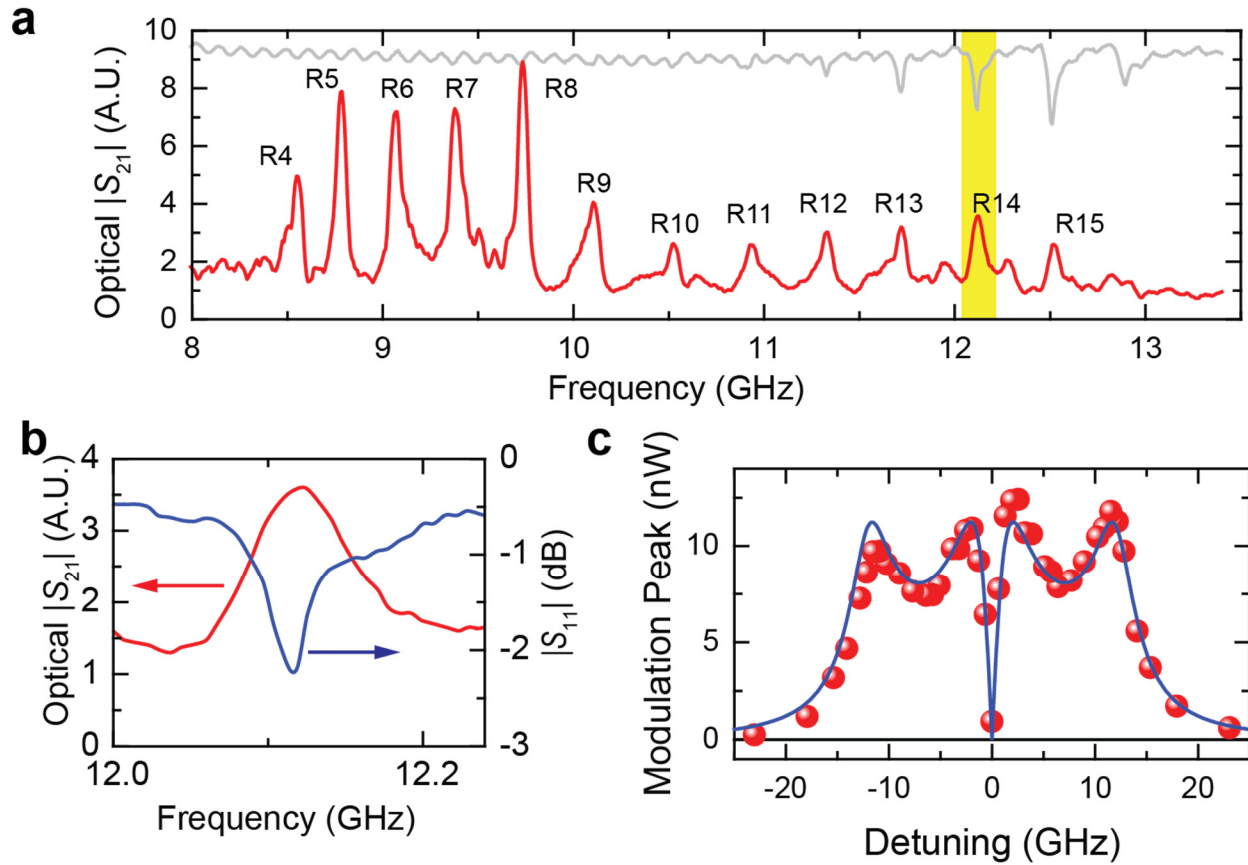 a
Optical |S21| (A.U.)
10
8
6
4
2
0
R4
R5
R6
R7
R8
R9
R10
R11
R12
R13
R14
R15
8 9 10 11 12 13
Frequency (GHz)
b
Optical |S21| (A.U.)
4
3
2
1
0
0
-1
-2
-3
|S11| (dB)
12.0 12.2
Frequency (GHz)
c
Modulation Peak (nW)
10
5
0
-20 -10 0 10 20
Detuning (GHz)